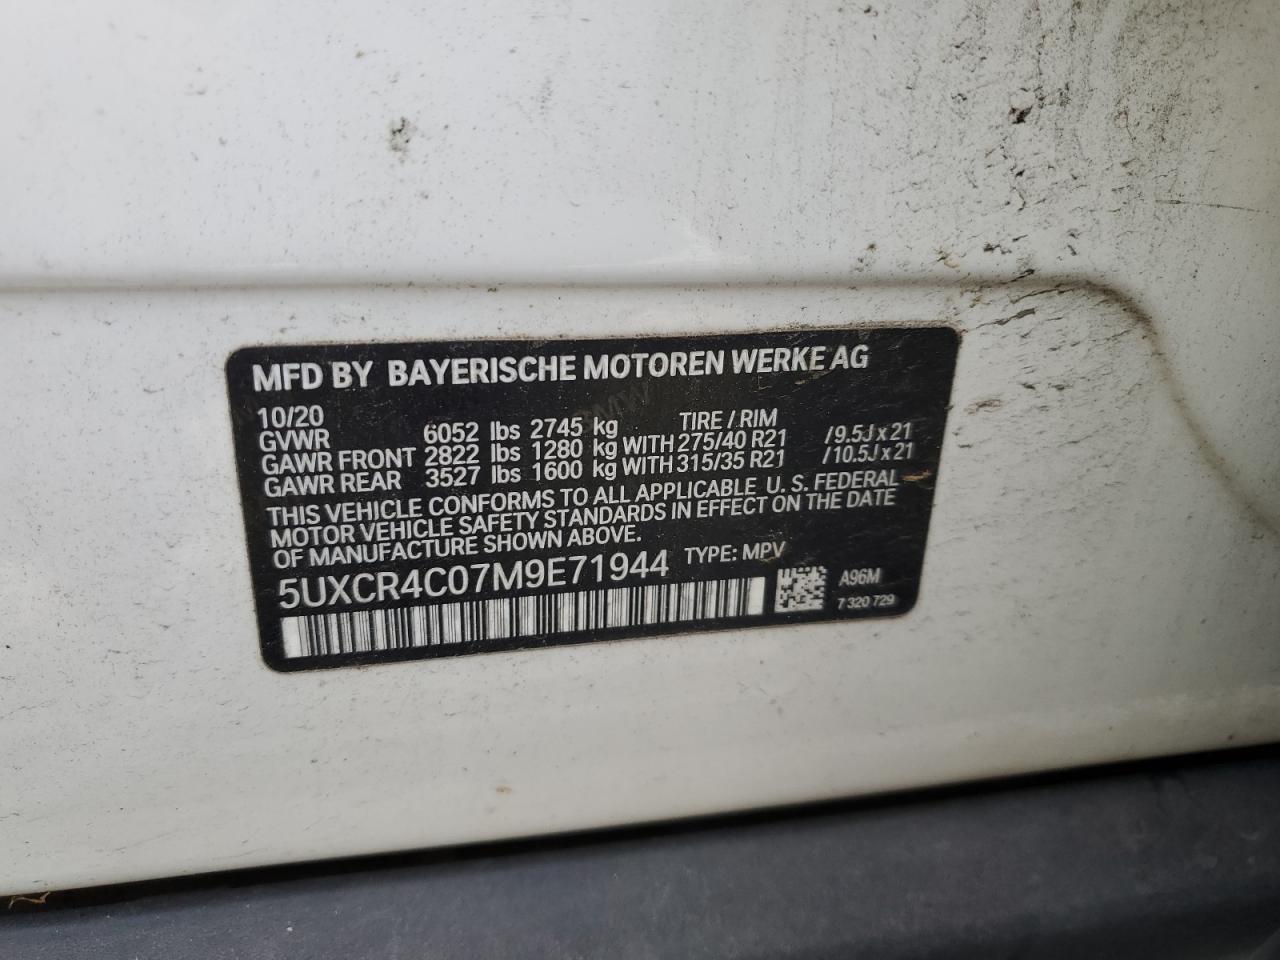 MFD BY BAYERISCHE MOTOREN WERKE AG
10/20 TIRE / RIM
GVWR 6052 lbs 2745 kg
GAWR FRONT 2822 lbs 1280 kg WITH 275/40 R21 /9.5J x 21
GAWR REAR 3527 lbs 1600 kg WITH 315/35 R21 /10.5J x 21
THIS VEHICLE CONFORMS TO ALL APPLICABLE U. S. FEDERAL
MOTOR VEHICLE SAFETY STANDARDS IN EFFECT ON THE DATE
OF MANUFACTURE SHOWN ABOVE.
5UXCR4C07M9E71944 TYPE: MPV
A96M
7 320 729